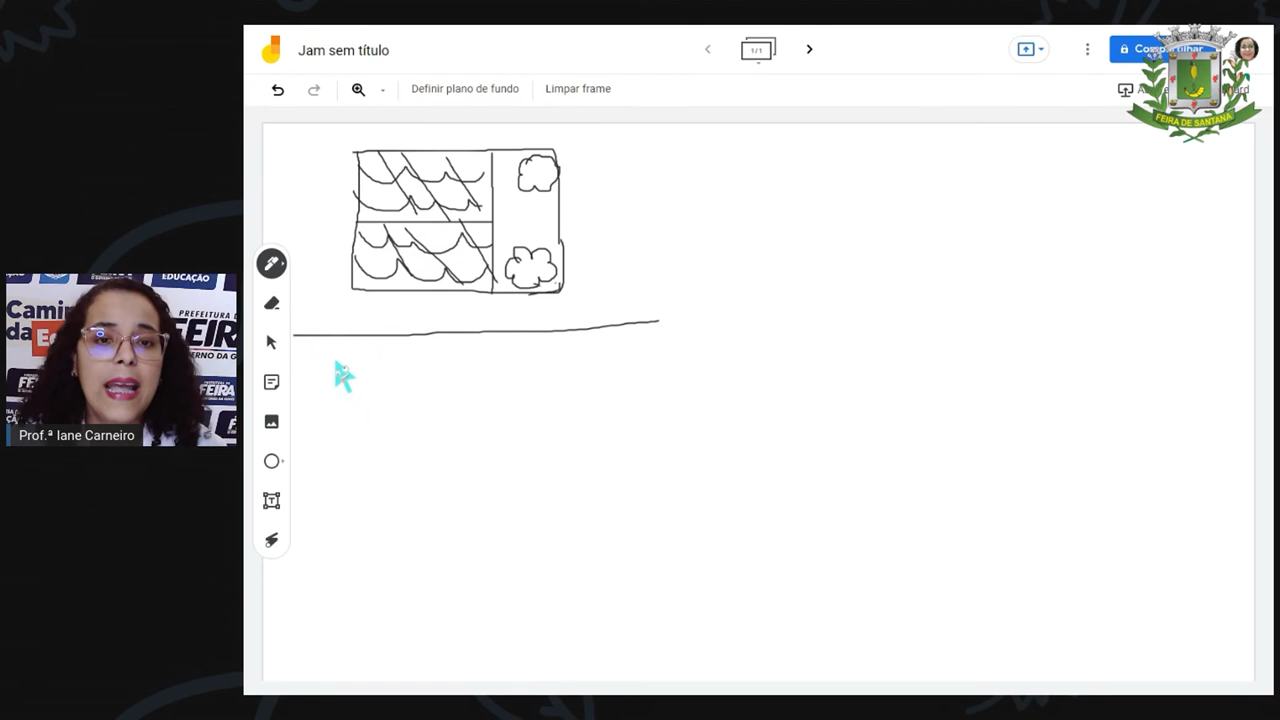 Jam sem título
1/1
Compartilhar
Definir plano de fundo
Limpar frame
FEIRA DE SANTANA
EDUCAÇÃO
PREFEITURA
FEIRA
Prof.ª Iane Carneiro